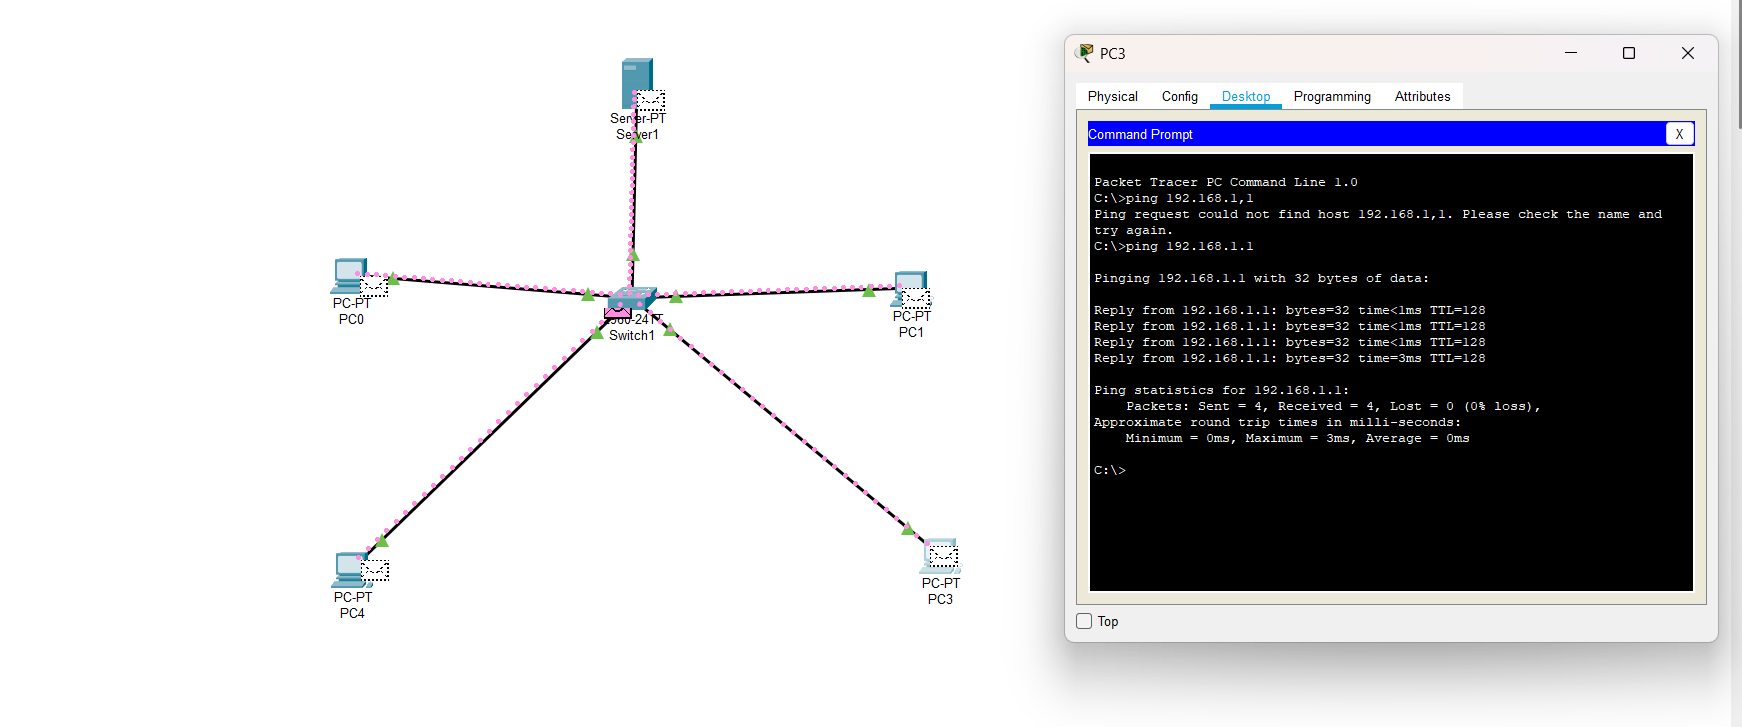 Server-PT
Server1
PC-PT
PC0
Switch1
PC-PT
PC1
PC-PT
PC4
PC-PT
PC3
PC3
Physical Config Desktop Programming Attributes
Command Prompt
X
Packet Tracer PC Command Line 1.0
C:\>ping 192.168.1,1
Ping request could not find host 192.168.1,1. Please check the name and
try again.
C:\>ping 192.168.1.1
Pinging 192.168.1.1 with 32 bytes of data:
Reply from 192.168.1.1: bytes=32 time<1ms TTL=128
Reply from 192.168.1.1: bytes=32 time<1ms TTL=128
Reply from 192.168.1.1: bytes=32 time<1ms TTL=128
Reply from 192.168.1.1: bytes=32 time=3ms TTL=128
Ping statistics for 192.168.1.1:
Packets: Sent = 4, Received = 4, Lost = 0 (0% loss),
Approximate round trip times in milli-seconds:
Minimum = 0ms, Maximum = 3ms, Average = 0ms
C:\>
Top